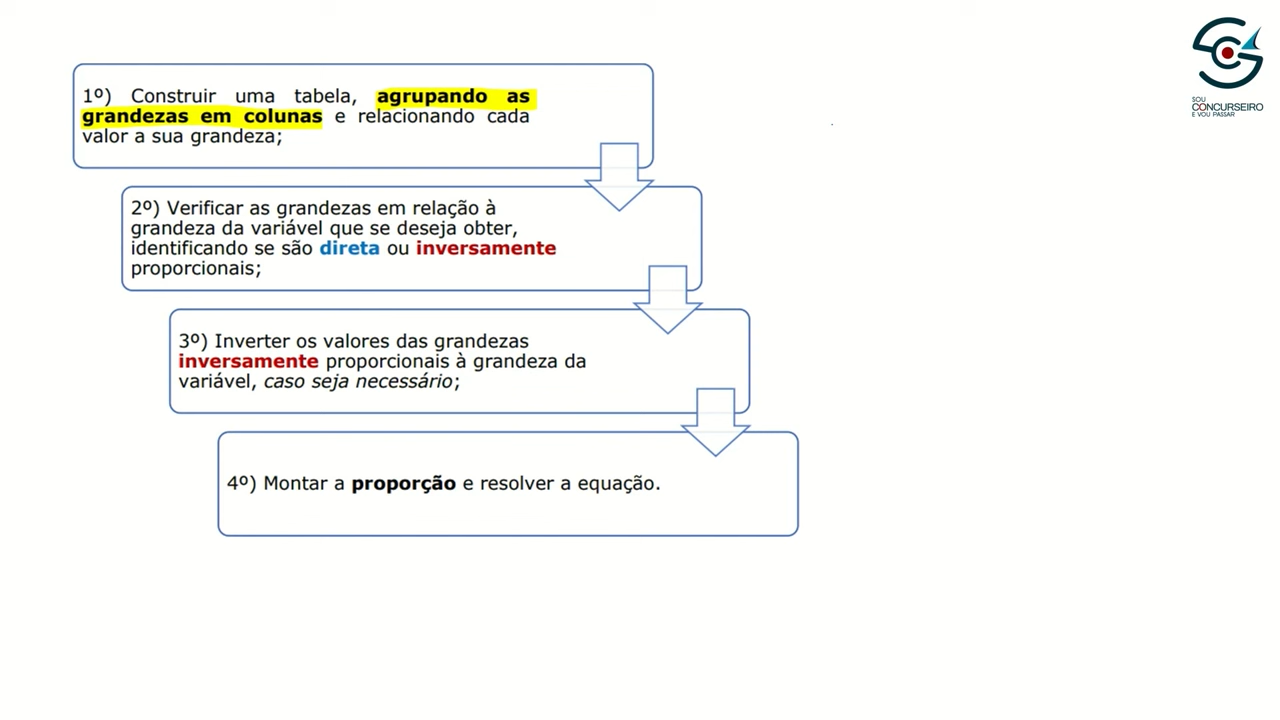 1º) Construir uma tabela, agrupando as
grandezas em colunas e relacionando cada
valor a sua grandeza;
2º) Verificar as grandezas em relação à
grandeza da variável que se deseja obter,
identificando se são direta ou inversamente
proporcionais;
3º) Inverter os valores das grandezas
inversamente proporcionais à grandeza da
variável, caso seja necessário;
4º) Montar a proporção e resolver a equação.
SOU
CONCURSEIRO
E VOU PASSAR